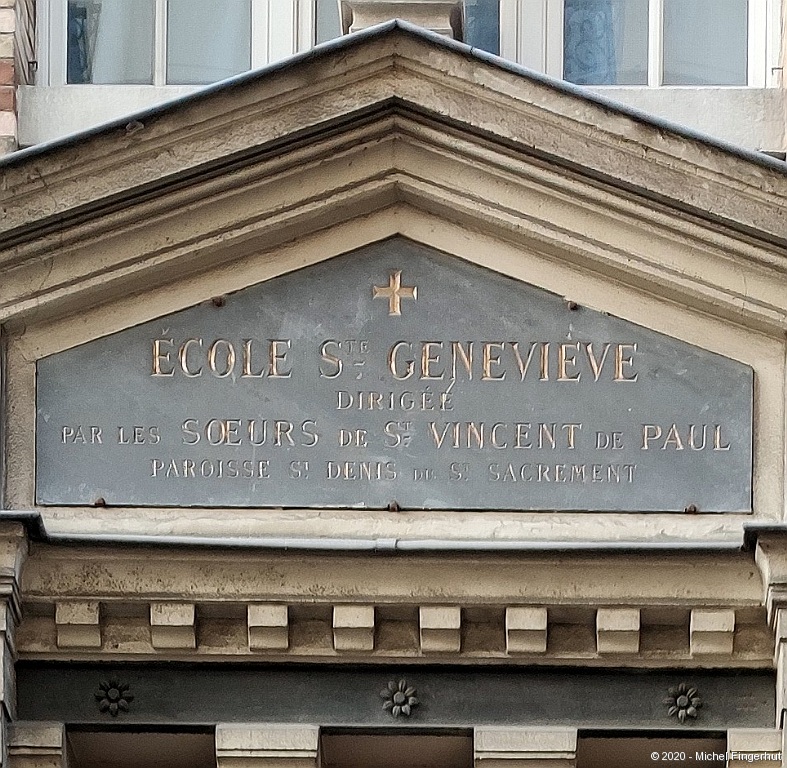 ÉCOLE STE GENEVIÈVE
DIRIGÉE
PAR LES SŒURS DE ST VINCENT DE PAUL
PAROISSE ST DENIS DU ST SACREMENT
© 2020 - Michel Fingerhut